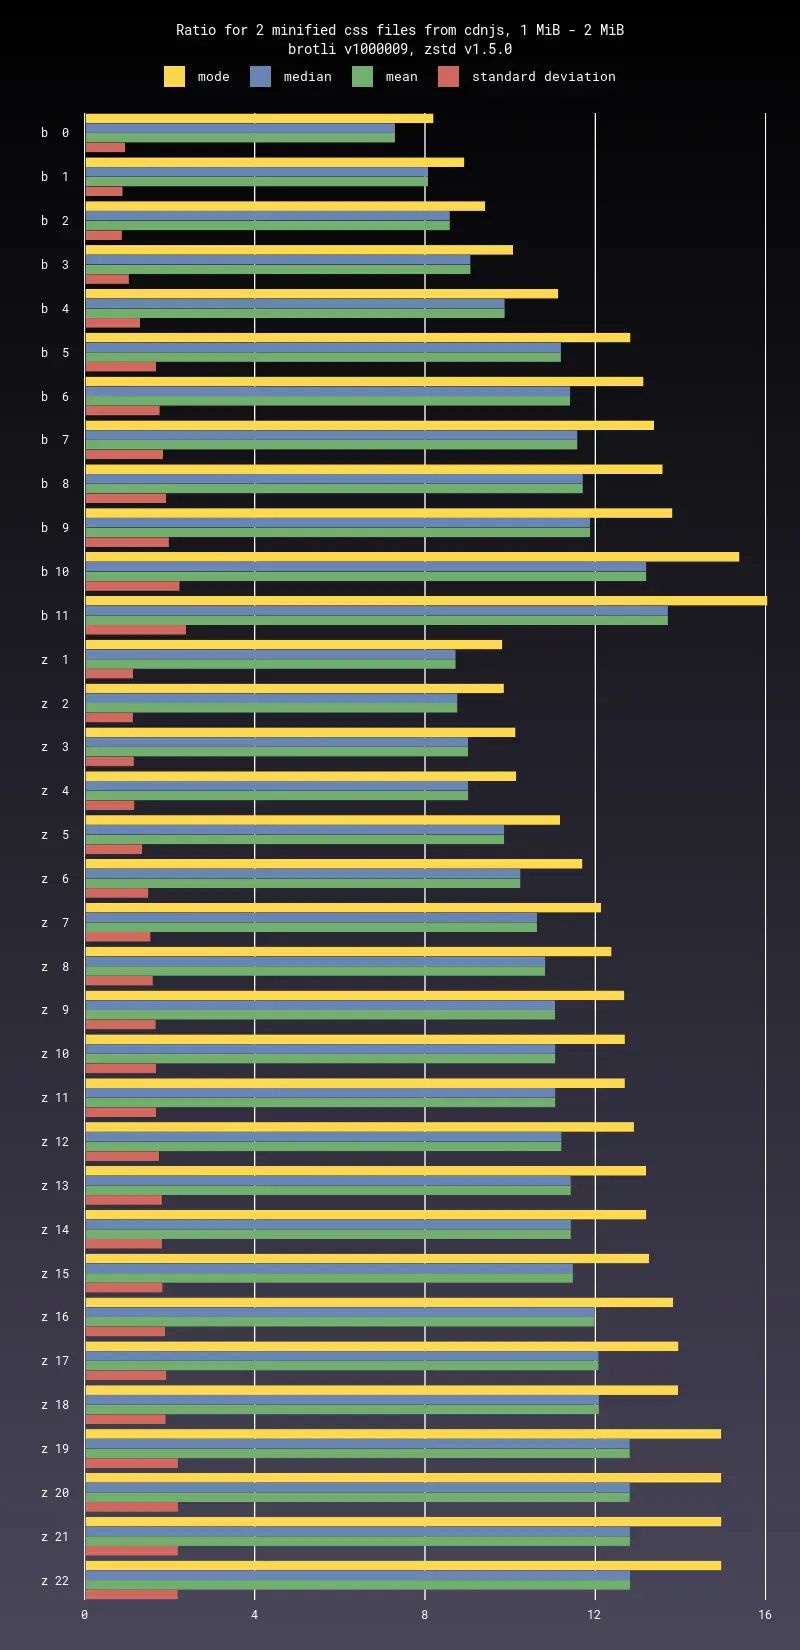 Ratio for 2 minified css files from cdnjs, 1 MiB - 2 MiB
brotli v1000009, zstd v1.5.0
mode median mean standard deviation
b 0
b 1
b 2
b 3
b 4
b 5
b 6
b 7
b 8
b 9
b 10
b 11
z 1
z 2
z 3
z 4
z 5
z 6
z 7
z 8
z 9
z 10
z 11
z 12
z 13
z 14
z 15
z 16
z 17
z 18
z 19
z 20
z 21
z 22
0 4 8 12 16